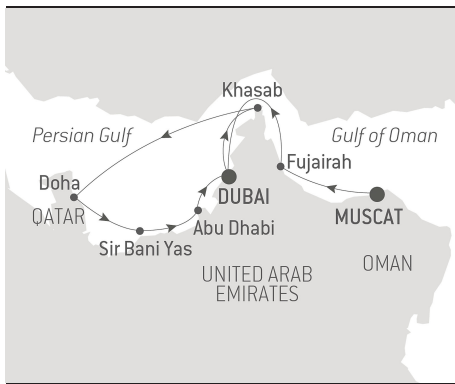 Khasab
Persian Gulf
Gulf of Oman
Fujairah
Doha
DUBAI
QATAR
MUSCAT
Abu Dhabi
Sir Bani Yas
OMAN
UNITED ARAB
EMIRATES